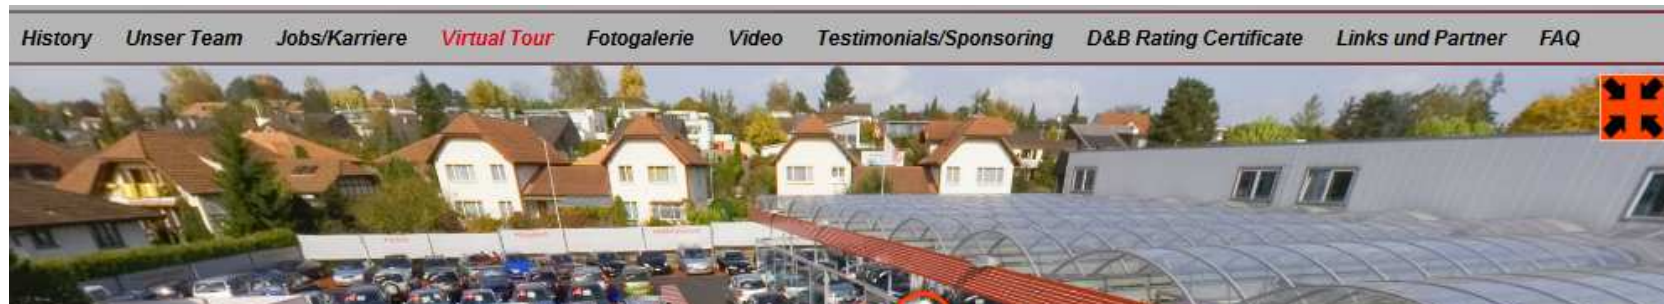 History Unser Team Jobs/Karriere Virtual Tour Fotogalerie Video Testimonials/Sponsoring D&B Rating Certificate Links und Partner FAQ